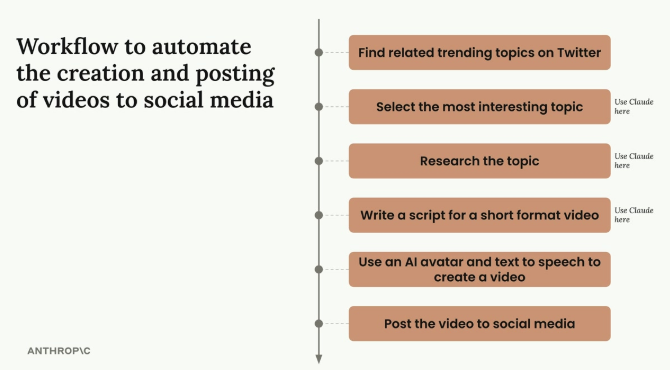 Workflow to automate
the creation and posting
of videos to social media
Find related trending topics on Twitter
Select the most interesting topic
Use Claude
here
Research the topic
Use Claude
here
Write a script for a short format video
Use Claude
here
Use an AI avatar and text to speech to
create a video
Post the video to social media
ANTHROP\C